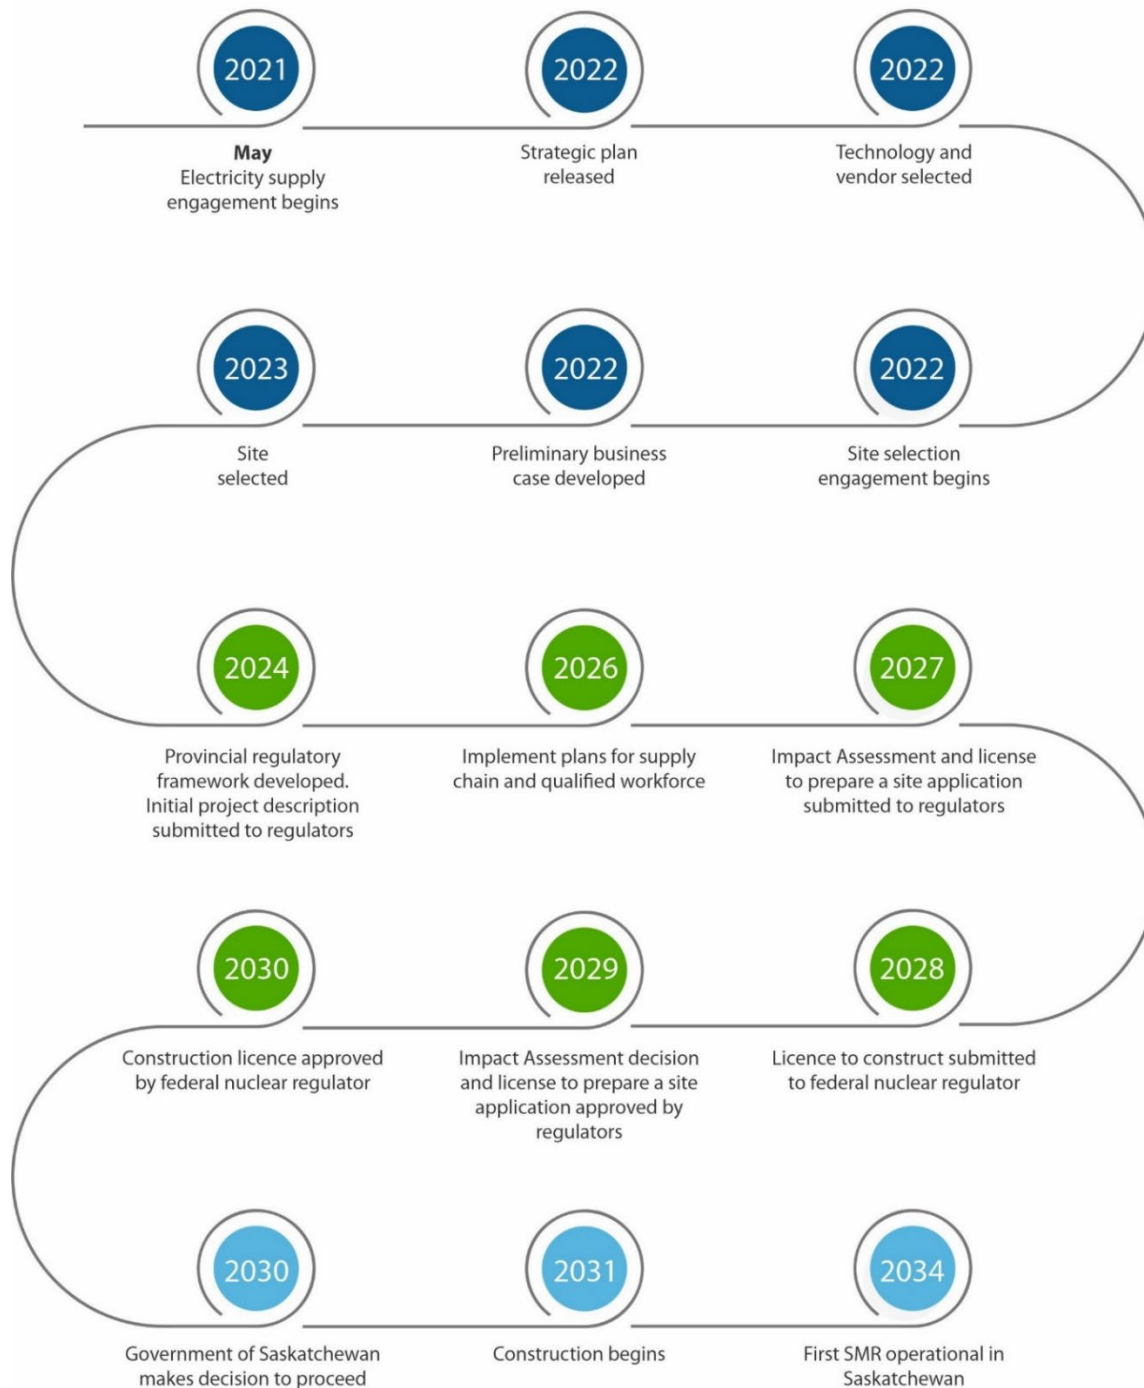 2021
May
Electricity supply
engagement begins
2022
Strategic plan
released
2022
Technology and
vendor selected
2022
Site selection
engagement begins
2022
Preliminary business
case developed
2023
Site
selected
2024
Provincial regulatory
framework developed.
Initial project description
submitted to regulators
2026
Implement plans for supply
chain and qualified workforce
2027
Impact Assessment and license
to prepare a site application
submitted to regulators
2028
Licence to construct submitted
to federal nuclear regulator
2029
Impact Assessment decision
and license to prepare a site
application approved by
regulators
2030
Construction licence approved
by federal nuclear regulator
2030
Government of Saskatchewan
makes decision to proceed
2031
Construction begins
2034
First SMR operational in
Saskatchewan